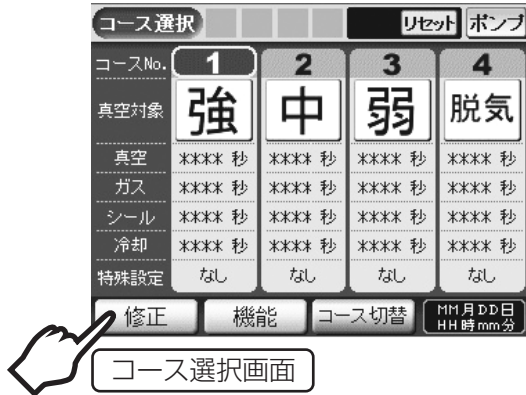 コース選択 リセット ポンプ
コースNo. 1 2 3 4
真空対象 強 中 弱 脱気
真空 **** 秒 **** 秒 **** 秒 **** 秒
ガス **** 秒 **** 秒 **** 秒 **** 秒
シール **** 秒 **** 秒 **** 秒 **** 秒
冷却 **** 秒 **** 秒 **** 秒 **** 秒
特殊設定 なし なし なし なし
修正 機能 コース切替 MM月DD日
HH時mm分
コース選択画面